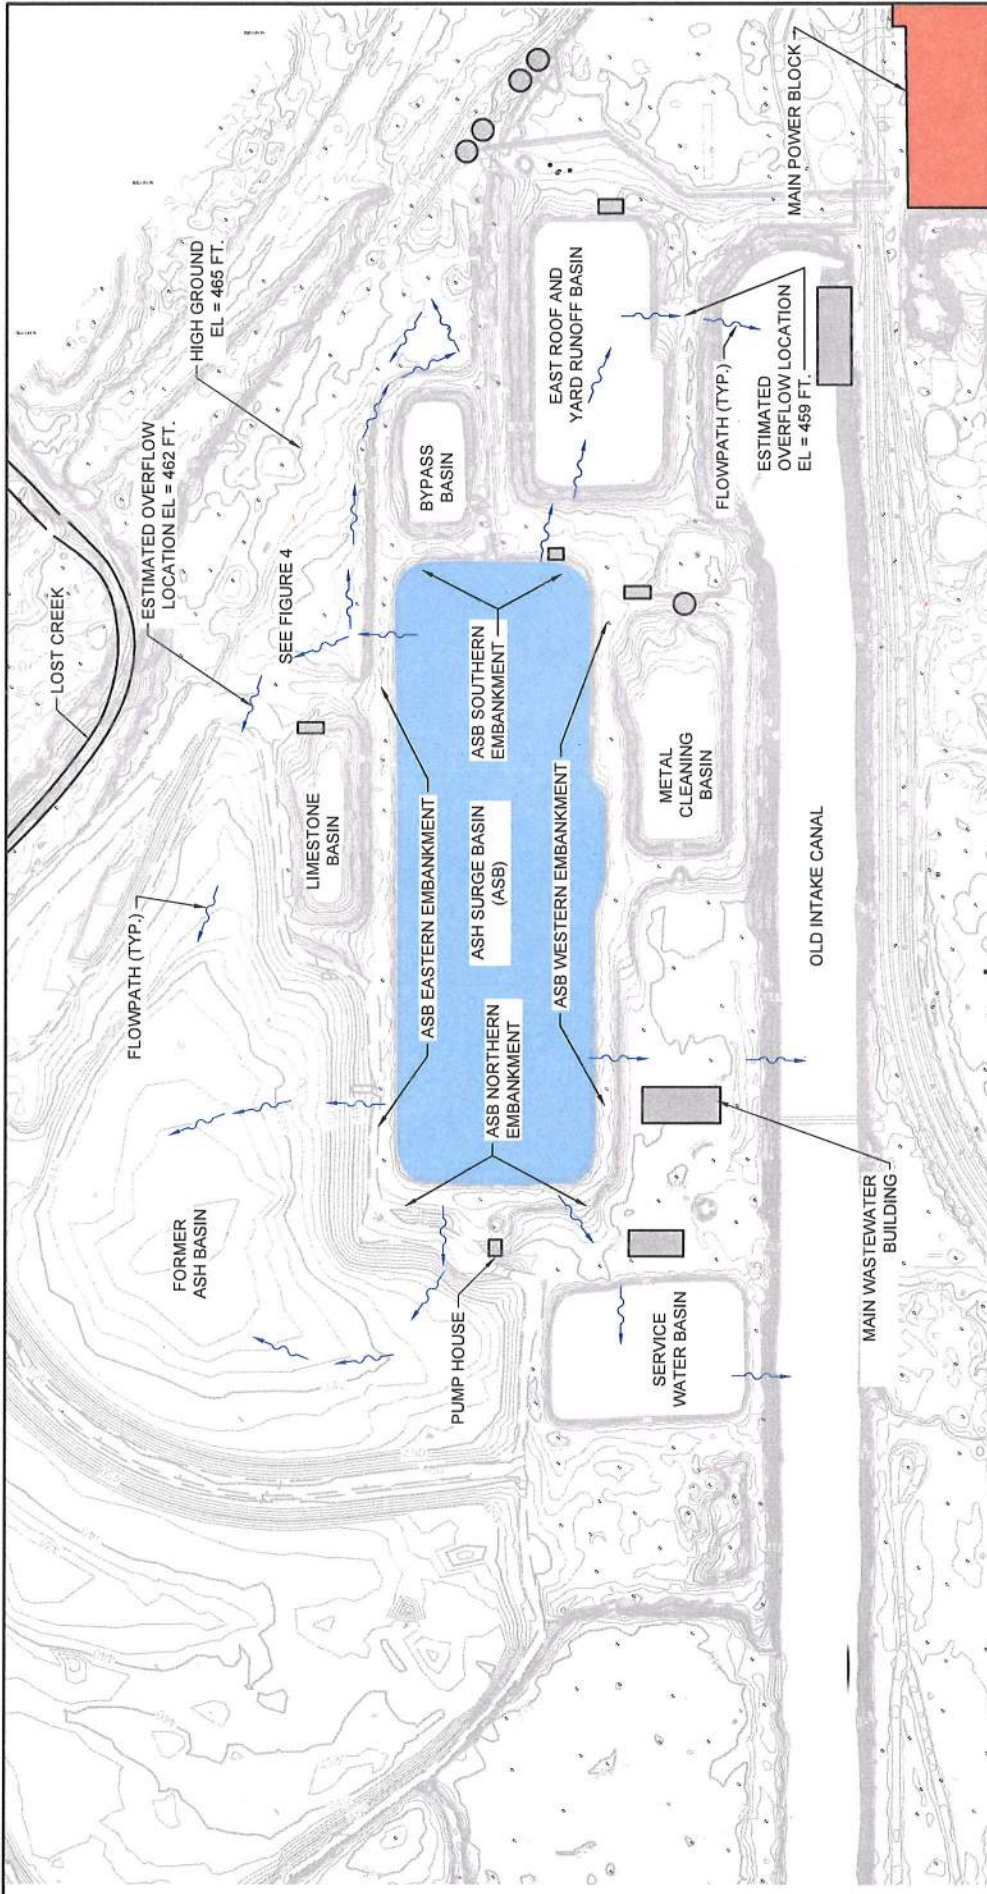 LOST CREEK
ESTIMATED OVERFLOW
LOCATION EL = 462 FT.
HIGH GROUND
EL = 465 FT.
FLOWPATH (TYP.)
SEE FIGURE 4
FORMER
ASH BASIN
LIMESTONE
BASIN
BYPASS
BASIN
EAST ROOF AND
YARD RUNOFF BASIN
MAIN POWER BLOCK
ASB EASTERN EMBANKMENT
ASB SOUTHERN
EMBANKMENT
ASH SURGE BASIN
(ASB)
ASB NORTHERN
EMBANKMENT
ASB WESTERN EMBANKMENT
PUMP HOUSE
SERVICE
WATER BASIN
METAL
CLEANING
BASIN
FLOWPATH (TYP.)
ESTIMATED
OVERFLOW LOCATION
EL = 459 FT.
OLD INTAKE CANAL
MAIN WASTEWATER
BUILDING